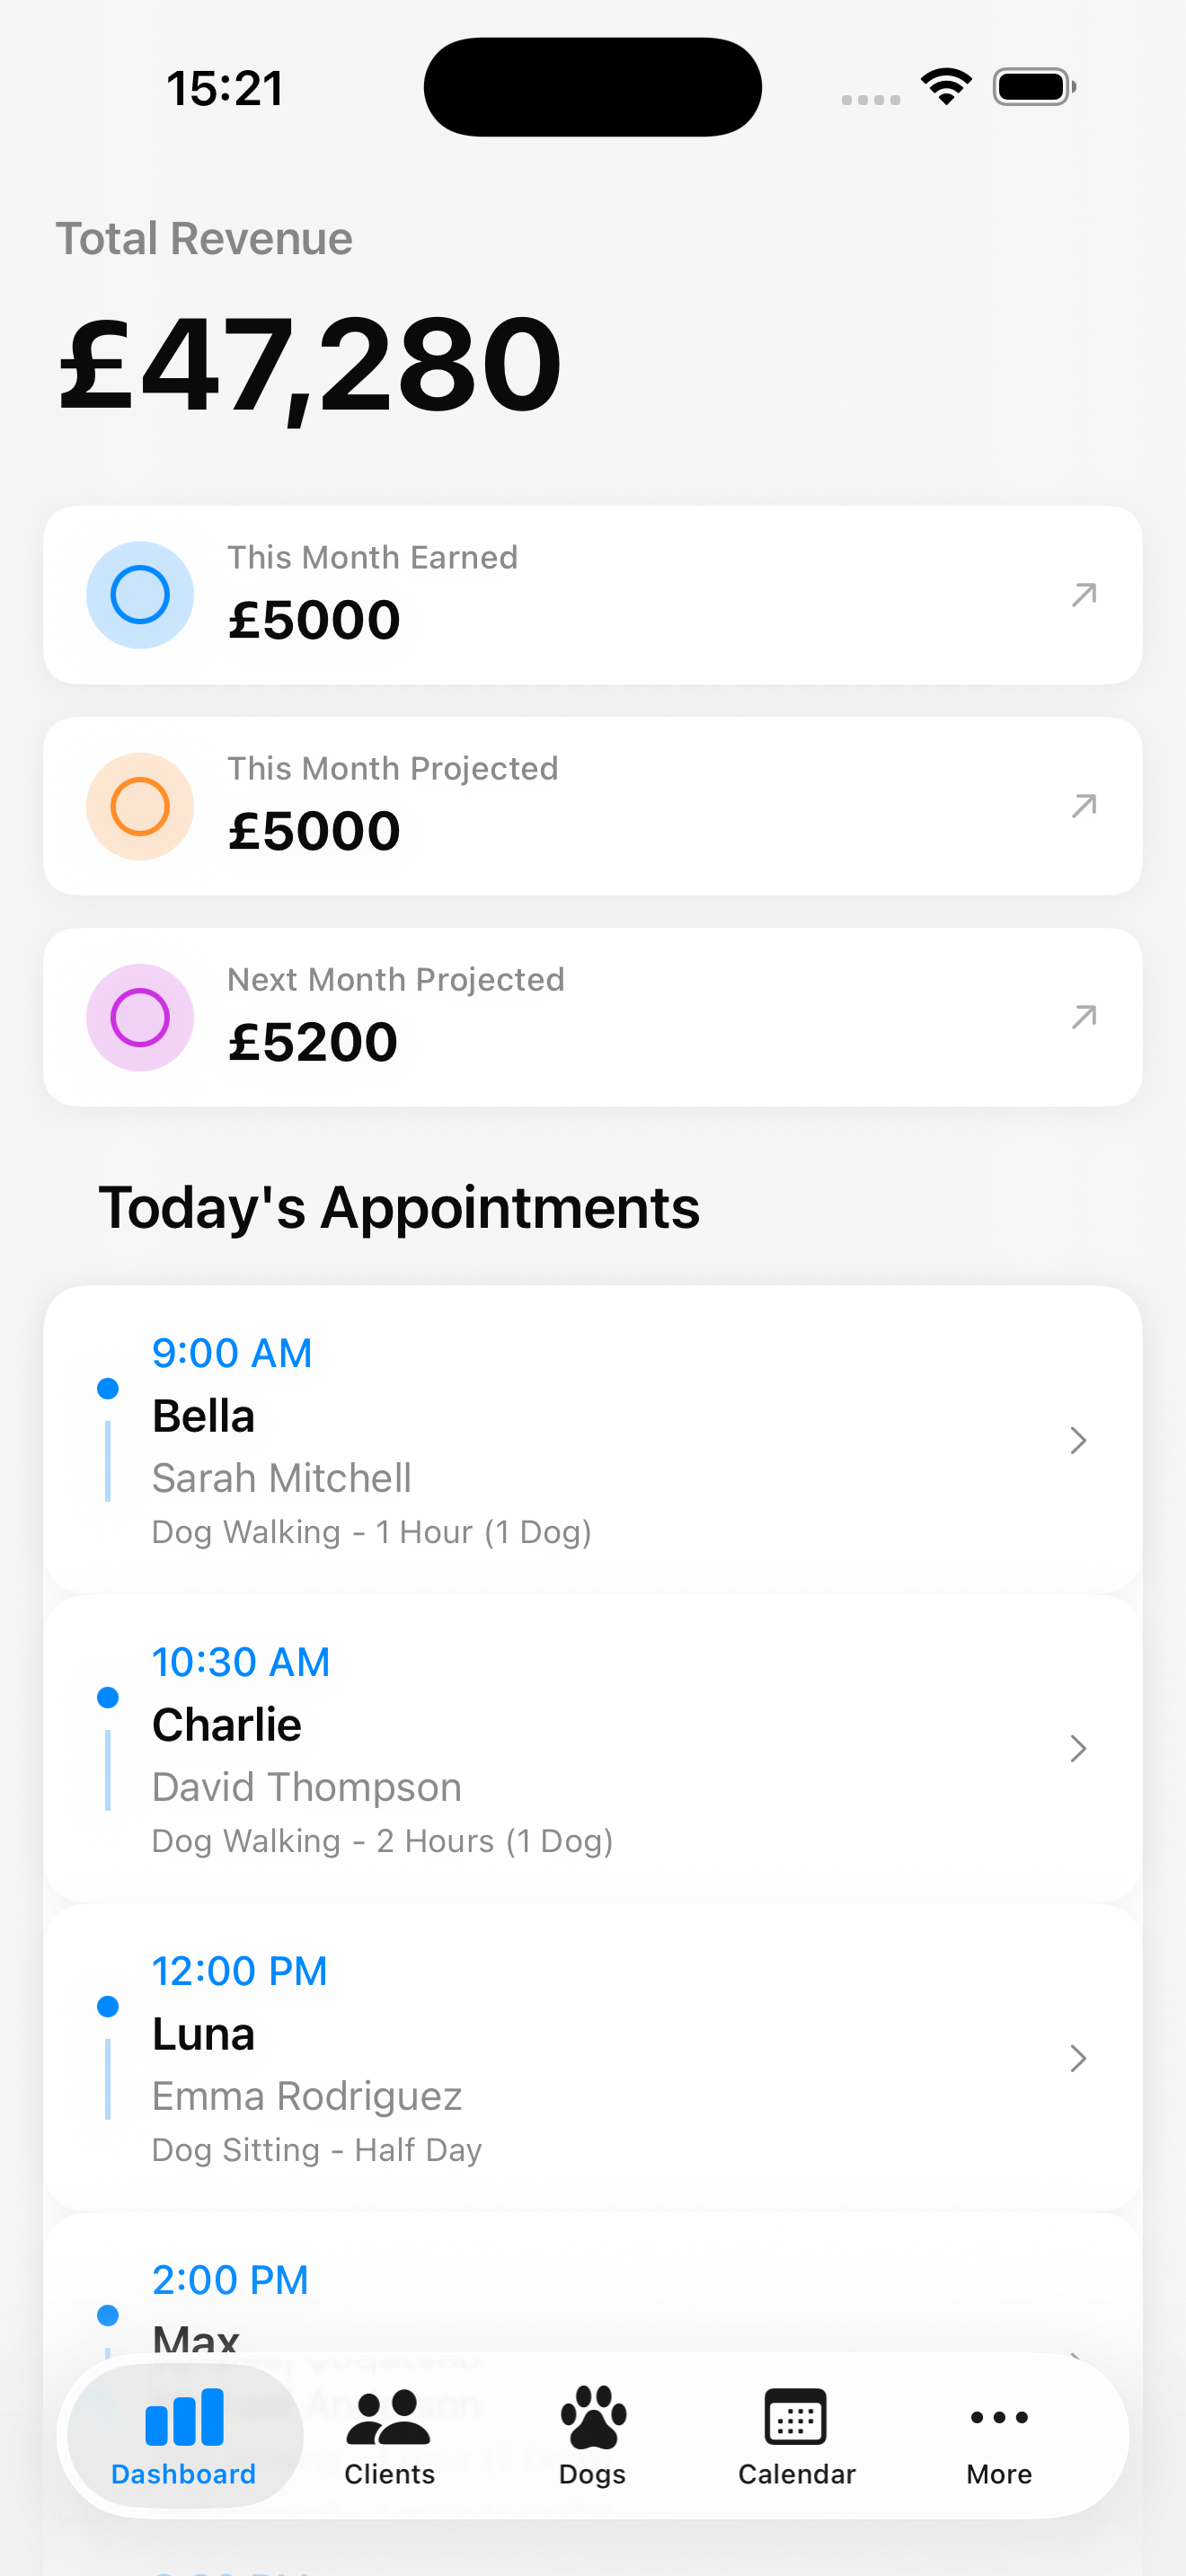 15:21
Total Revenue
£47,280
This Month Earned
£5000
This Month Projected
£5000
Next Month Projected
£5200
Today's Appointments
9:00 AM
Bella
Sarah Mitchell
Dog Walking - 1 Hour (1 Dog)
10:30 AM
Charlie
David Thompson
Dog Walking - 2 Hours (1 Dog)
12:00 PM
Luna
Emma Rodriguez
Dog Sitting - Half Day
2:00 PM
Max
Dashboard
Clients
Dogs
Calendar
More